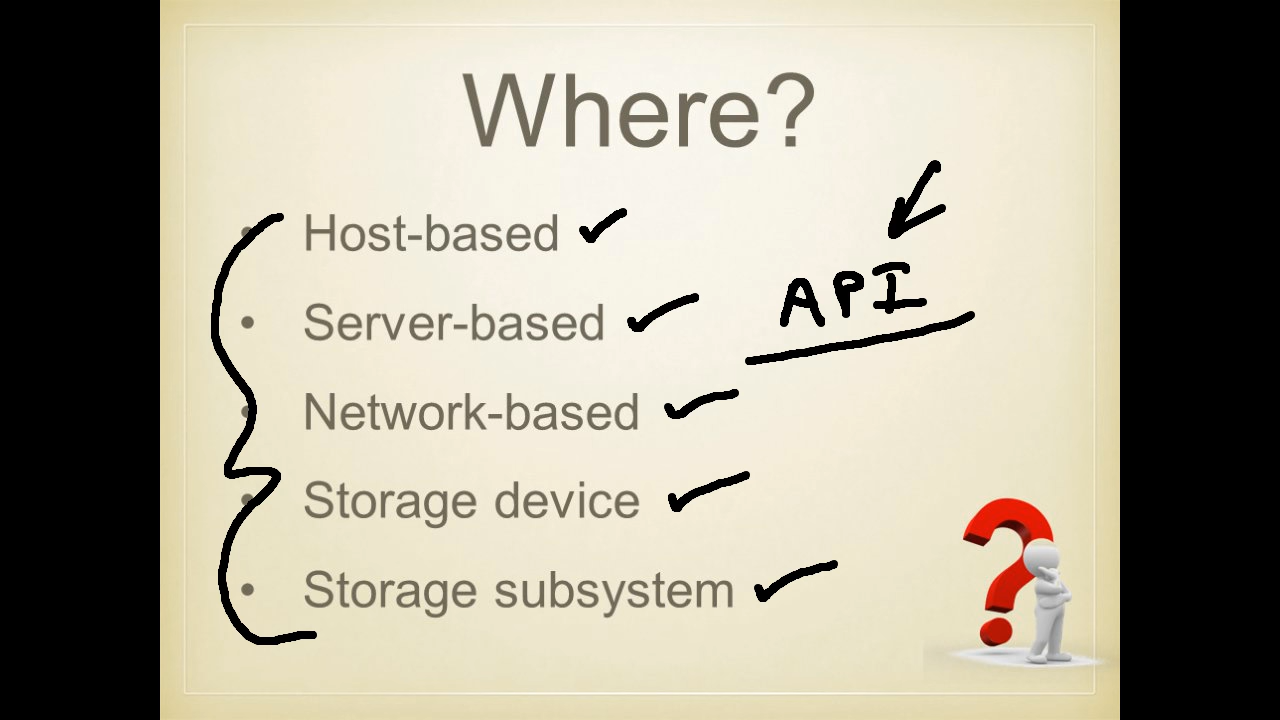 Where?
• Host-based
• Server-based
API
• Network-based
• Storage device
• Storage subsystem